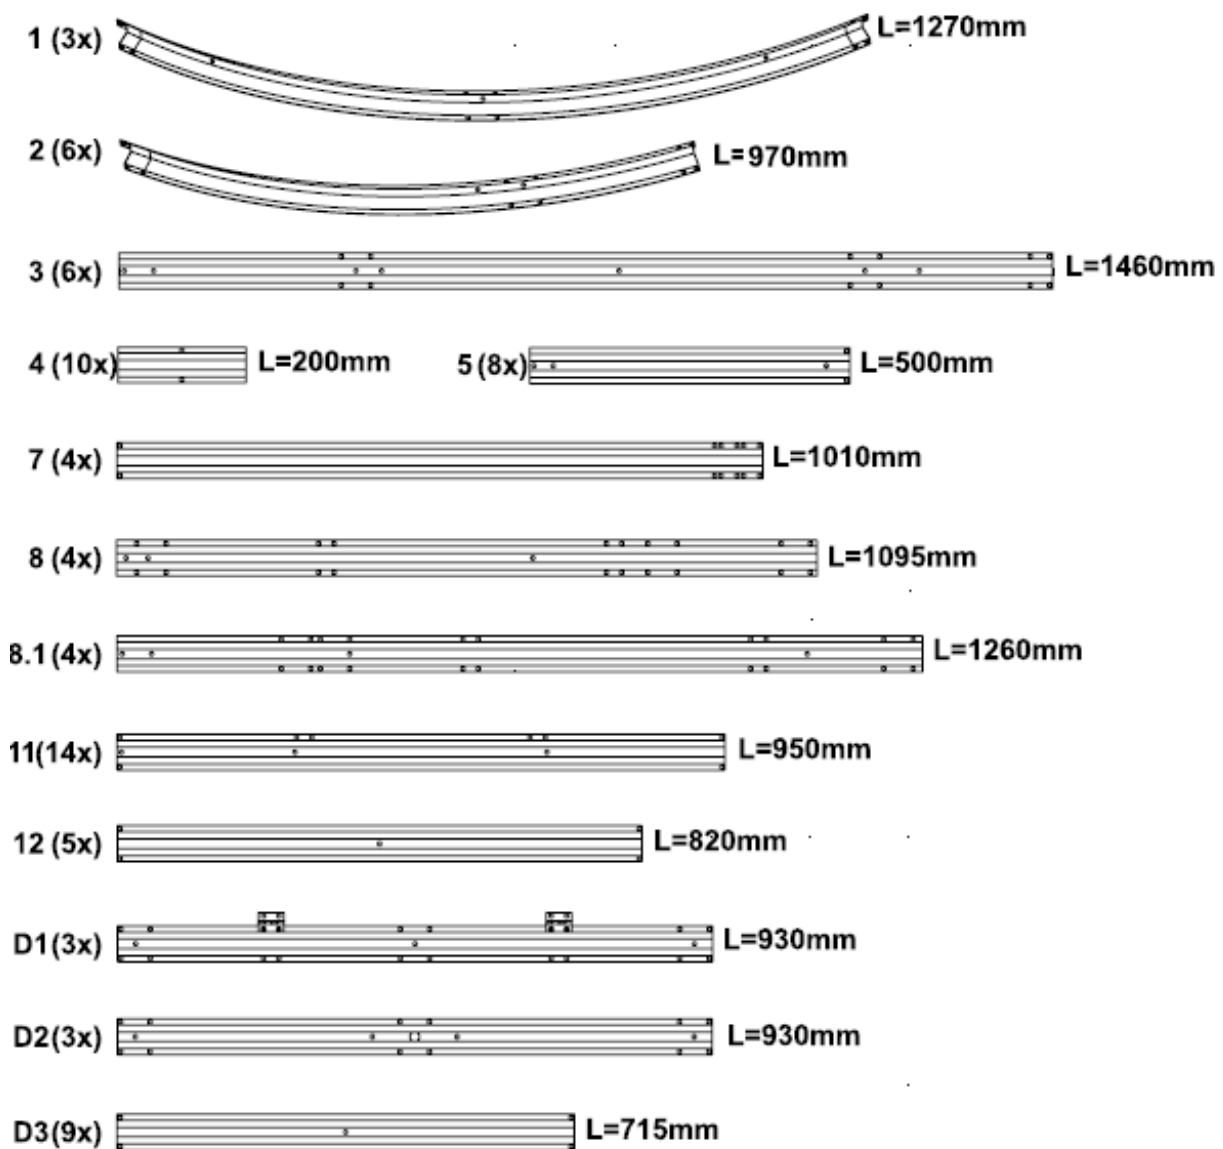 1 (3x) L=1270mm
2 (6x) L=970mm
3 (6x) L=1460mm
4 (10x) L=200mm 5 (8x) L=500mm
7 (4x) L=1010mm
8 (4x) L=1095mm
8.1 (4x) L=1260mm
11(14x) L=950mm
12 (5x) L=820mm
D1(3x) L=930mm
D2(3x) L=930mm
D3(9x) L=715mm